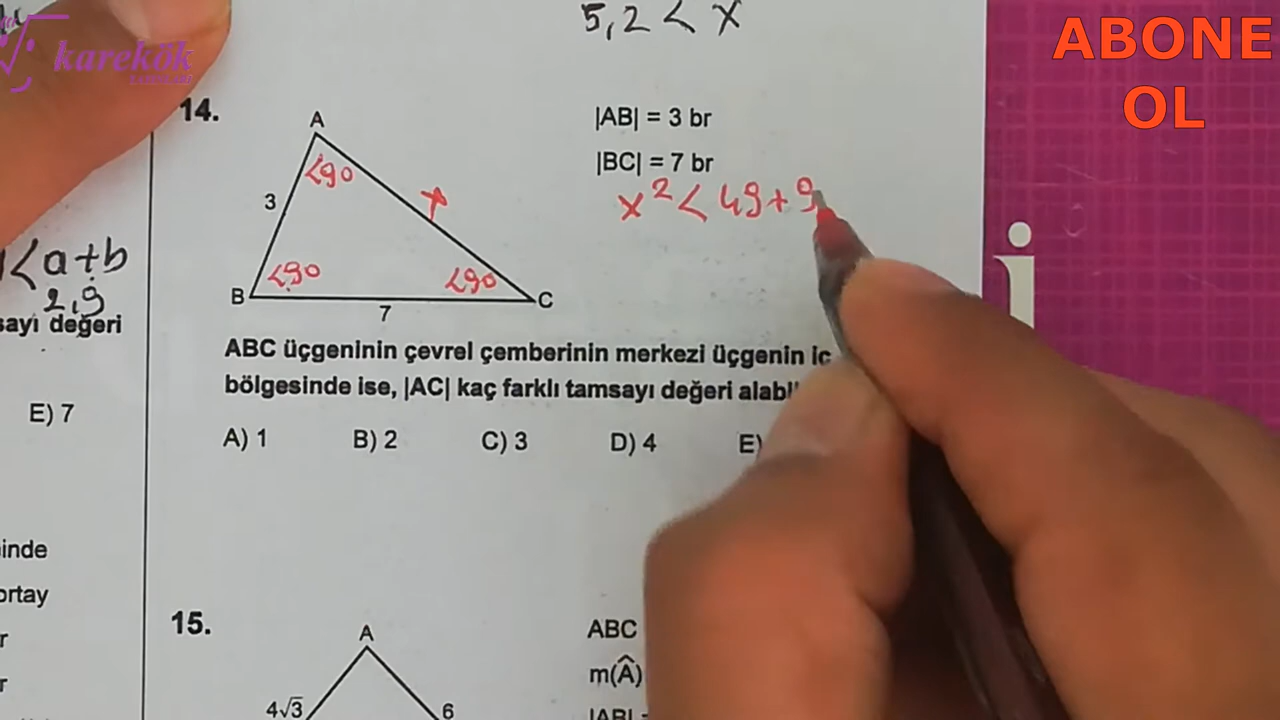 5,2 < x
ABONE
OL
karekök
YAYINLARI
14.
A
|AB| = 3 br
|BC| = 7 br
x² < 49+9
<90
3
x
<a+b
2,9
sayı değeri
<90
<90
B
C
7
ABC üçgeninin çevrel çemberinin merkezi üçgenin iç
bölgesinde ise, |AC| kaç farklı tamsayı değeri
E) 7
A) 1 B) 2 C) 3 D) 4 E)
inde
ortay
15.
A
ABC
m(Â)
4√3
6
|AB|